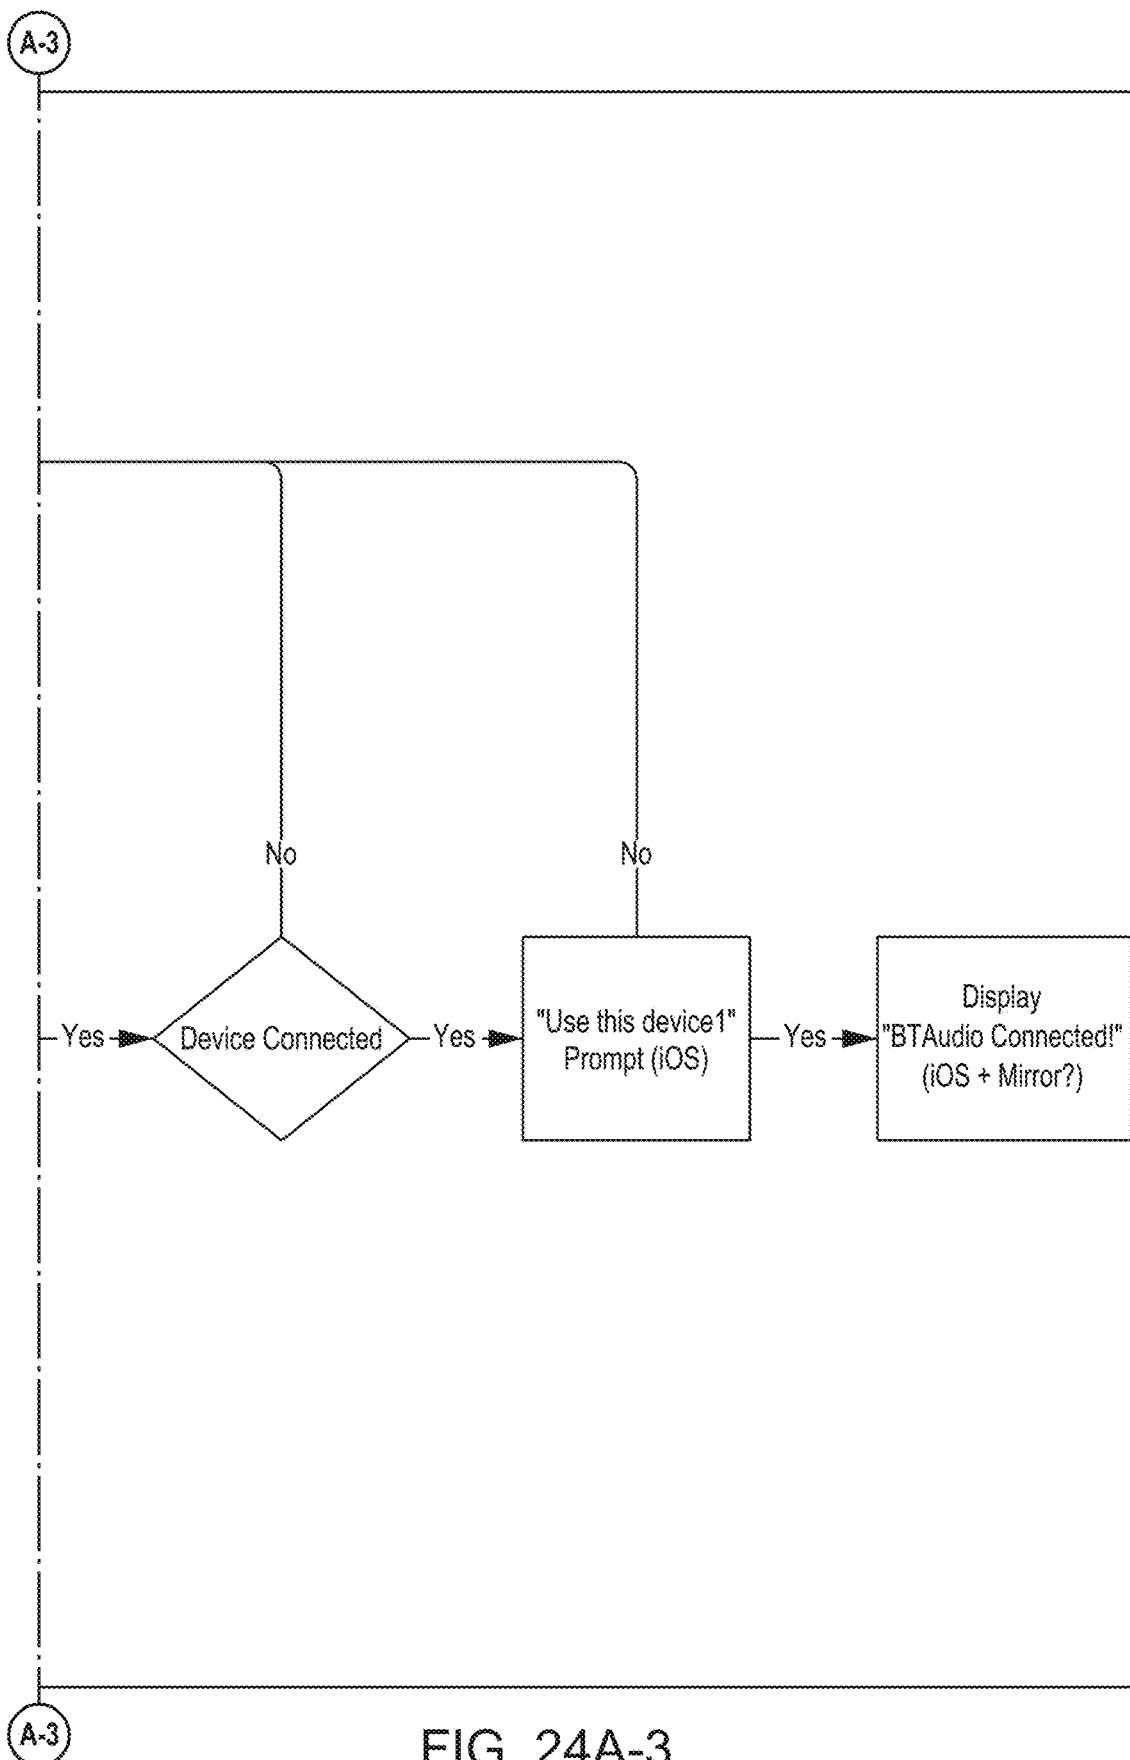 A-3
No
No
Yes
Device Connected
Yes
"Use this device1"
Prompt (iOS)
Yes
Display
"BTAudio Connected!"
(iOS + Mirror?)
A-3
FIG. 24A-3